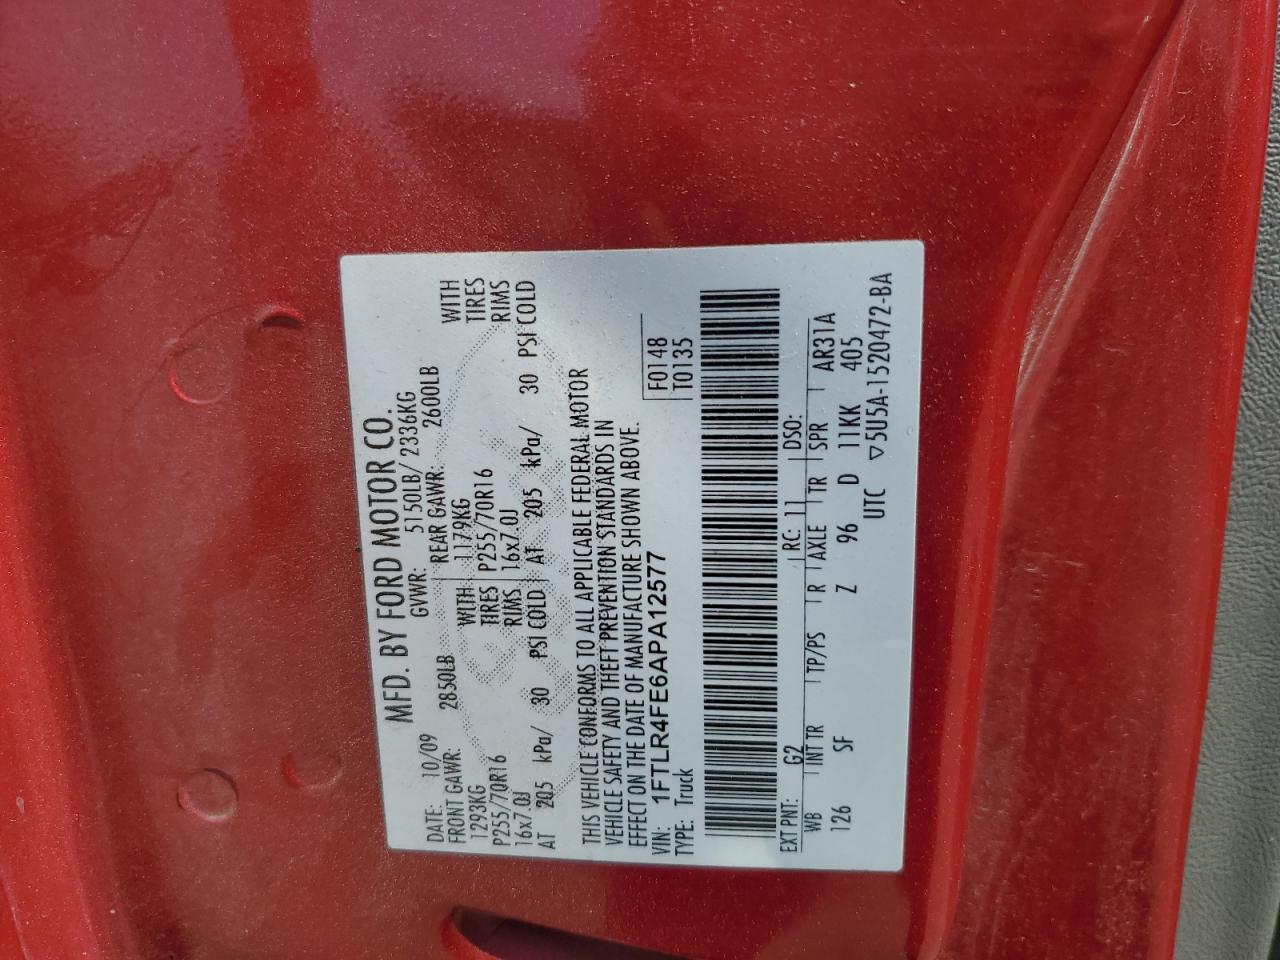 MFD. BY FORD MOTOR CO.
DATE: 10/09 GVWR: 5150LB/ 2336KG
FRONT GAWR: 2850LB REAR GAWR: 2600LB
1293KG WITH 1179KG WITH
P255/70R16 TIRES P255/70R16 TIRES
16x7.0J RIMS 16x7.0J RIMS
AT 205 kPa/ 30 PSI COLD AT 205 kPa/ 30 PSI COLD
THIS VEHICLE CONFORMS TO ALL APPLICABLE FEDERAL MOTOR
VEHICLE SAFETY AND THEFT PREVENTION STANDARDS IN
EFFECT ON THE DATE OF MANUFACTURE SHOWN ABOVE.
VIN: 1FTLR4FE6APA12577 F0148
TYPE: Truck T0135
EXT PNT: G2 RC: 11 DSO:
WB INT TR TP/PS R AXLE TR SPR AR31A
126 SF Z 96 D 11KK 405
UTC ▽5U5A-1520472-BA